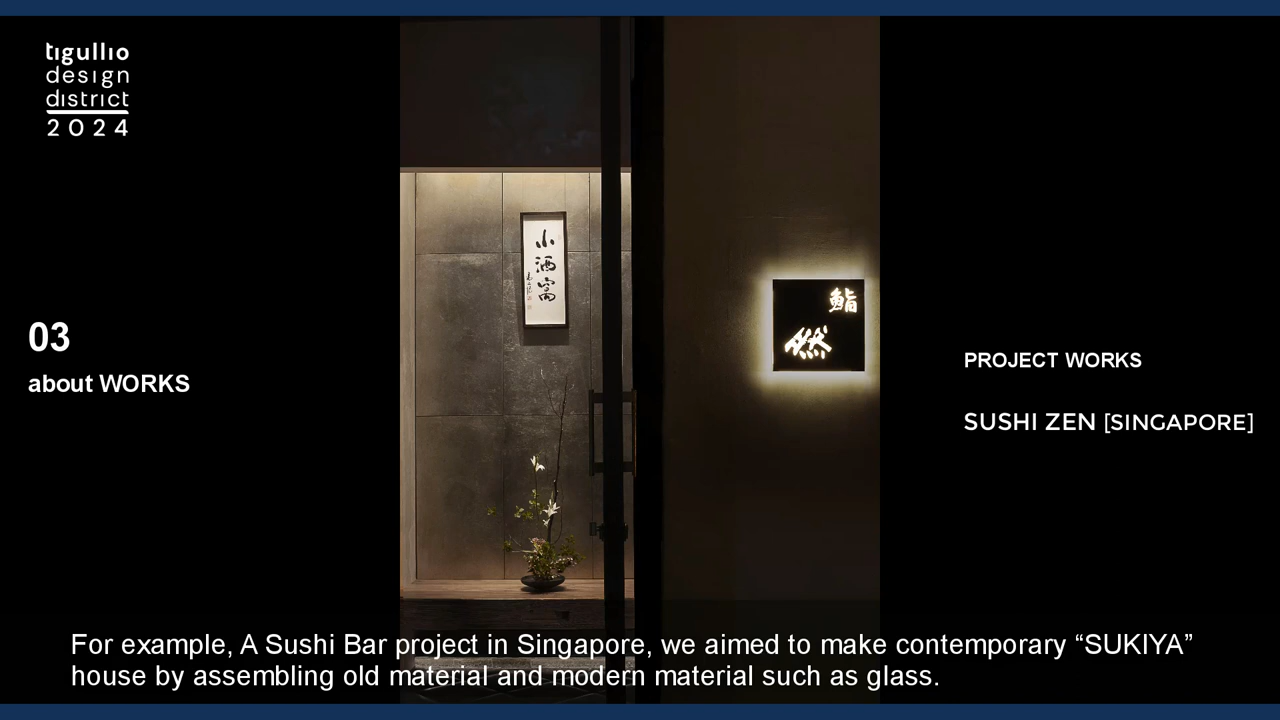 tigullio
design
district
2024
03
about WORKS
小
酒
窩
鮨
然
PROJECT WORKS
SUSHI ZEN [SINGAPORE]
For example, A Sushi Bar project in Singapore, we aimed to make contemporary “SUKIYA”
house by assembling old material and modern material such as glass.